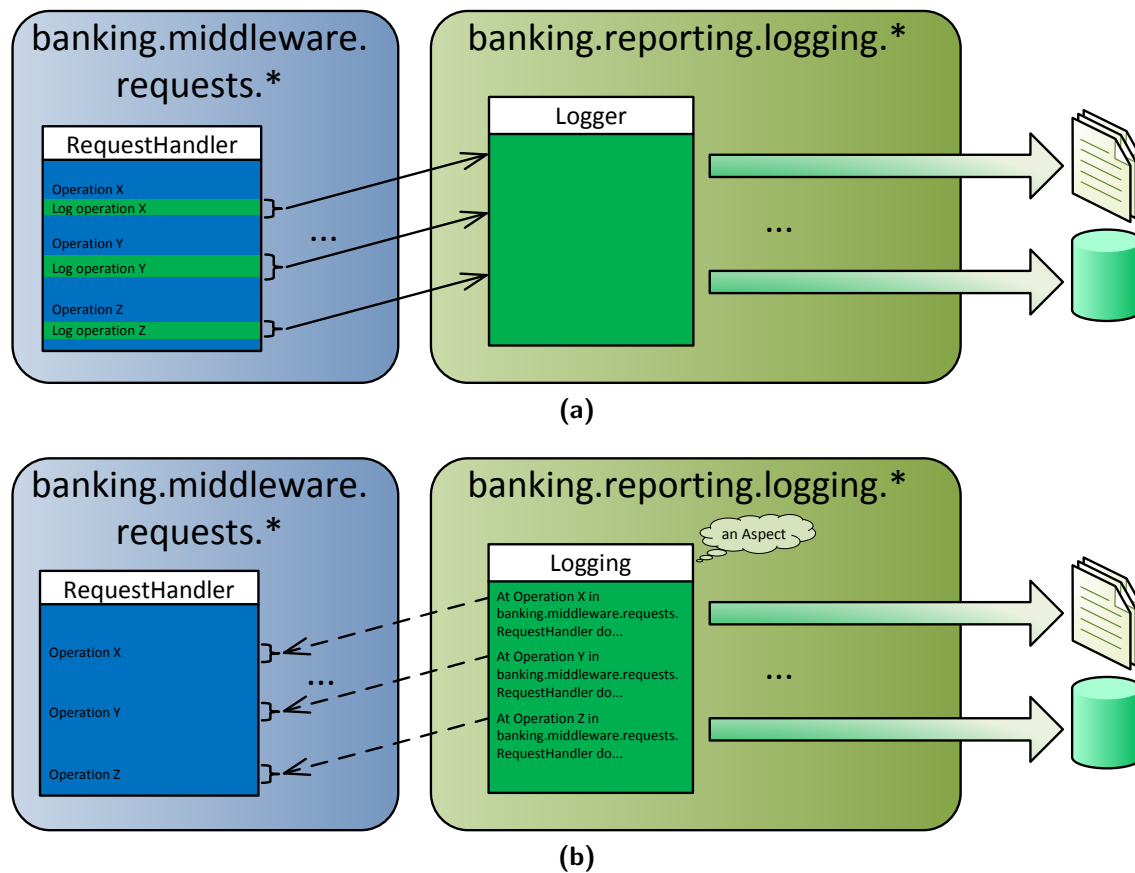 banking.middleware.
requests.*
RequestHandler
Operation X
Log operation X
Operation Y
Log operation Y
Operation Z
Log operation Z
...
banking.reporting.logging.*
Logger
...
(a)
banking.middleware.
requests.*
RequestHandler
Operation X
Operation Y
Operation Z
...
banking.reporting.logging.*
an Aspect
Logging
At Operation X in
banking.middleware.requests.
RequestHandler do...
At Operation Y in
banking.middleware.requests.
RequestHandler do...
At Operation Z in
banking.middleware.requests.
RequestHandler do...
...
(b)